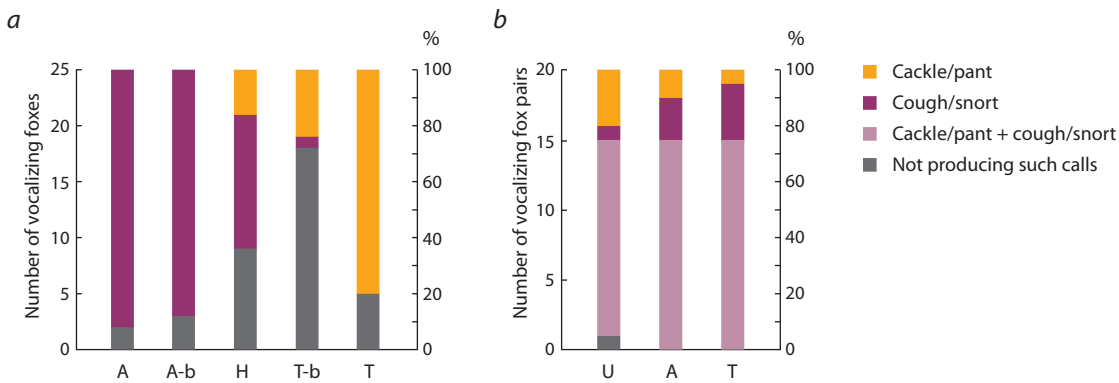 a
%
Number of vocalizing foxes
25
20
15
10
5
0
100
80
60
40
20
0
A A-b H T-b T
b
%
Number of vocalizing fox pairs
20
15
10
5
0
100
80
60
40
20
0
U A T
Cackle/pant
Cough/snort
Cackle/pant + cough/snort
Not producing such calls